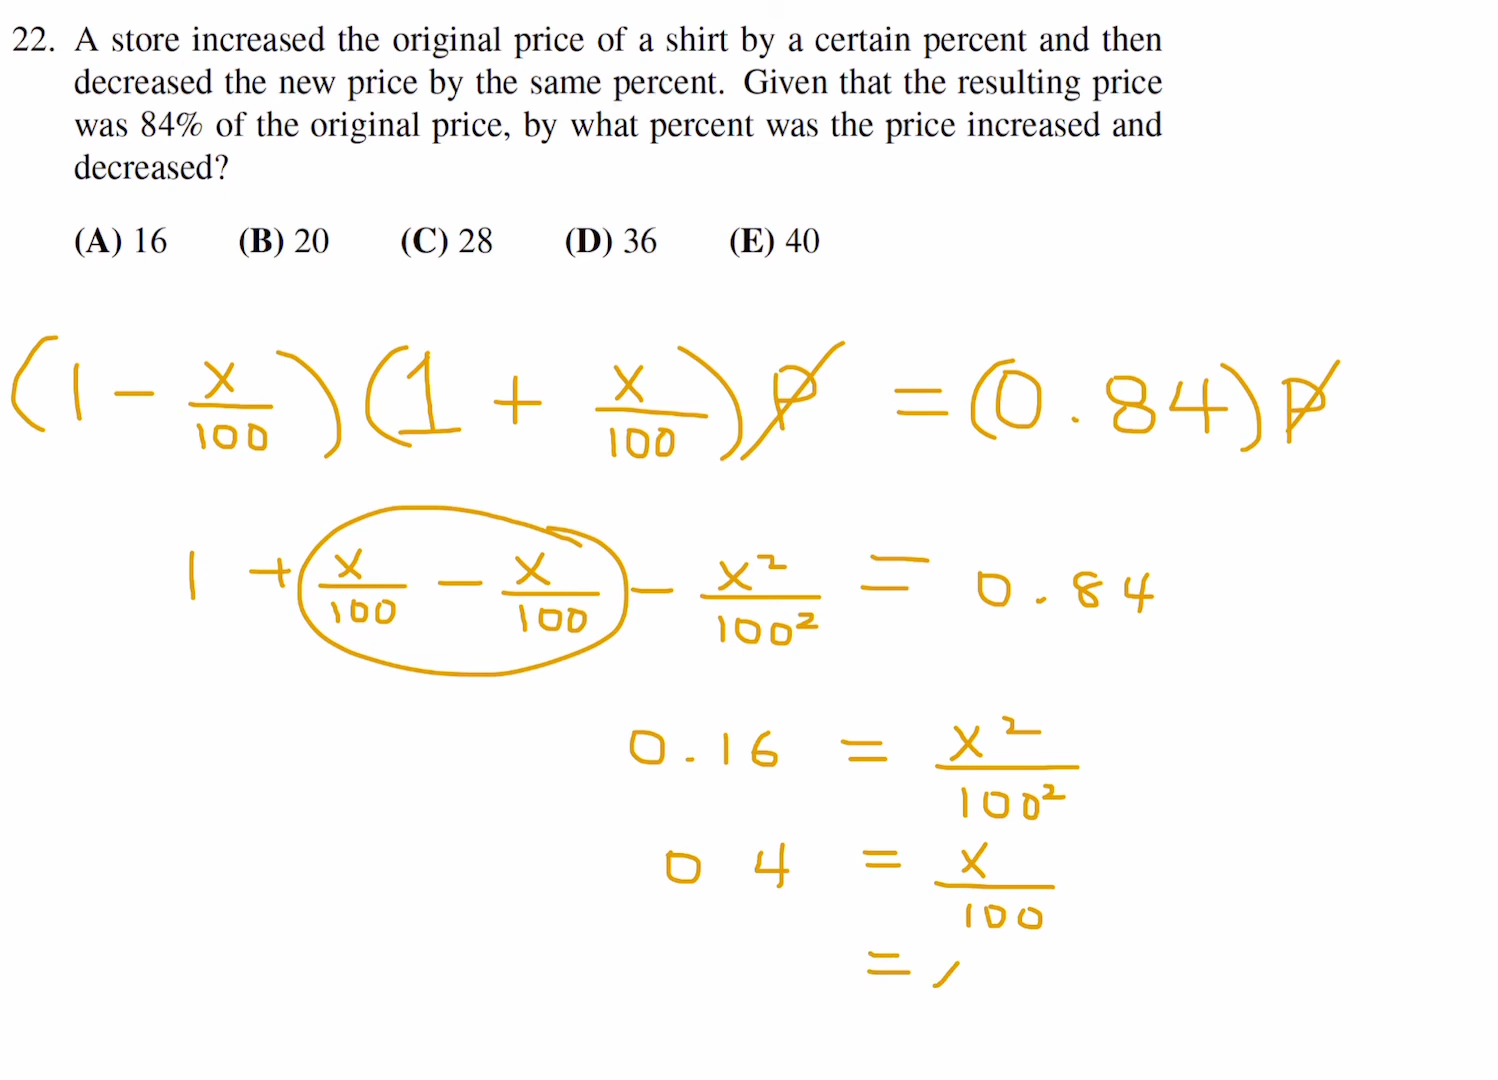 22. A store increased the original price of a shirt by a certain percent and then
decreased the new price by the same percent. Given that the resulting price
was 84% of the original price, by what percent was the price increased and
decreased?
(A) 16 (B) 20 (C) 28 (D) 36 (E) 40
(1 - x/100)(1 + x/100)p = (0.84)p
1 + x/100 - x/100 - x²/100² = 0.84
0.16 = x²/100²
0 4 = x/100
=